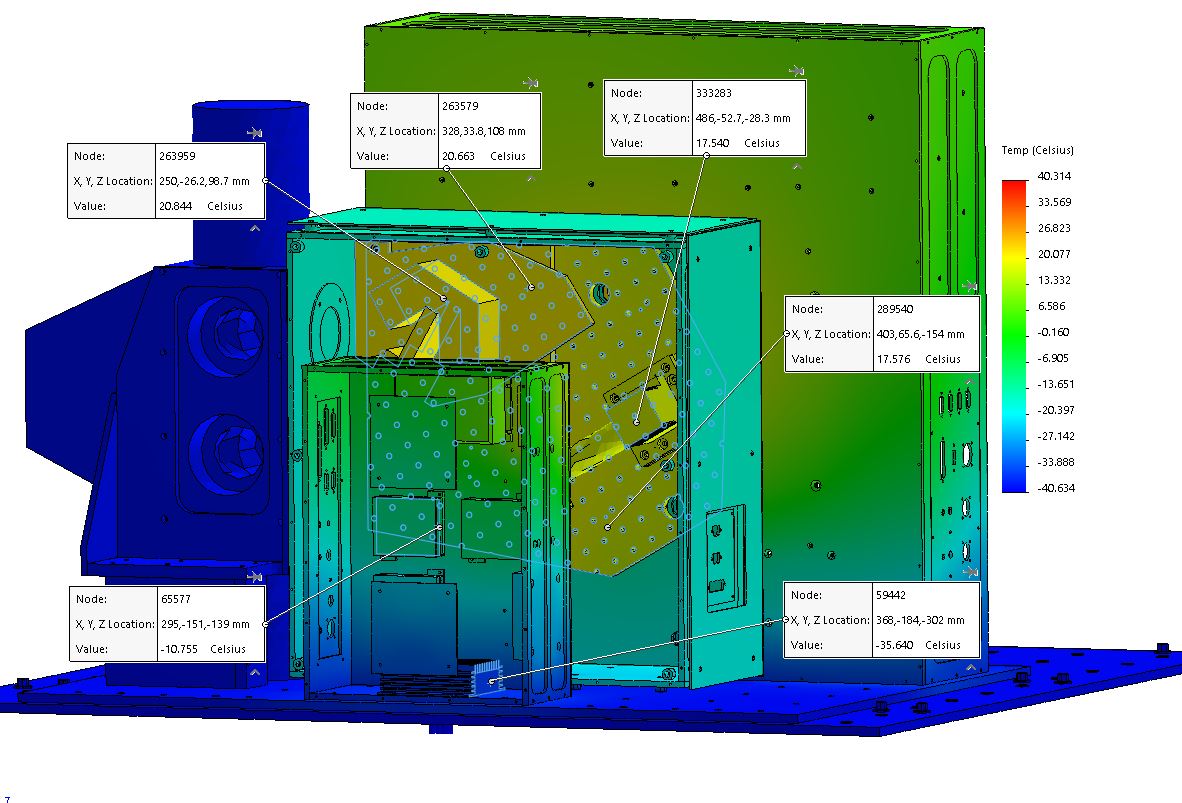 Node: 263579
X, Y, Z Location: 328,33.8,108 mm
Value: 20.663 Celsius
Node: 333283
X, Y, Z Location: 486,-52.7,-28.3 mm
Value: 17.540 Celsius
Node: 263959
X, Y, Z Location: 250,-26.2,98.7 mm
Value: 20.844 Celsius
Temp (Celsius)
40.314
33.569
26.823
20.077
13.332
6.586
-0.160
-6.905
-13.651
-20.397
-27.142
-33.888
-40.634
Node: 289540
X, Y, Z Location: 403,65.6,-154 mm
Value: 17.576 Celsius
Node: 65577
X, Y, Z Location: 295,-151,-139 mm
Value: -10.755 Celsius
Node: 59442
X, Y, Z Location: 368,-184,-302 mm
Value: -35.640 Celsius
7